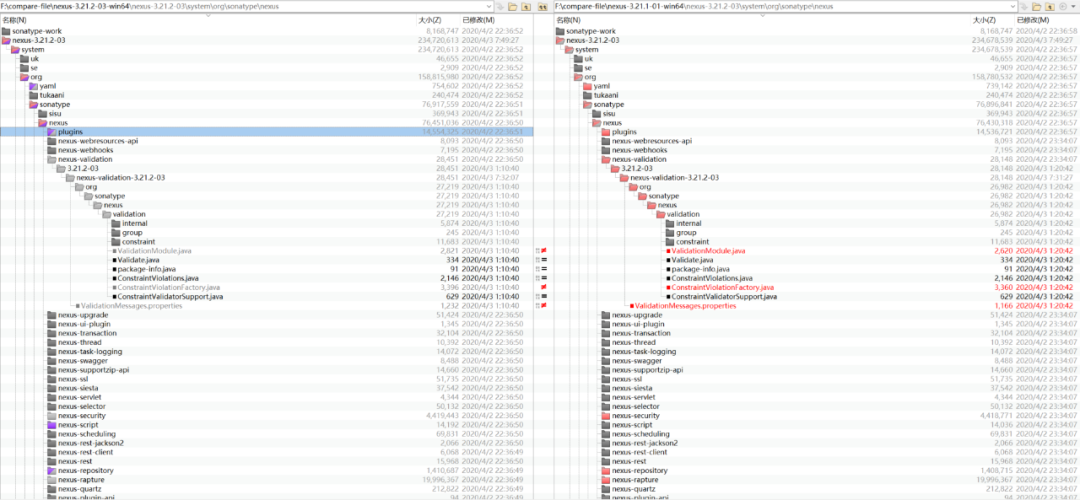 F:\compare-file\nexus-3.21.2-03-win64\nexus-3.21.2-03\system\org\sonatype\nexus
名称(N) 大小(Z) 已修改(M)
sonatype-work 8,168,747 2020/4/2 22:36:52
nexus-3.21.2-03 234,720,613 2020/4/3 7:49:27
system 234,720,613 2020/4/2 22:36:52
uk 46,655 2020/4/2 22:36:52
se 2,909 2020/4/2 22:36:52
org 158,815,980 2020/4/2 22:36:52
yaml 754,602 2020/4/2 22:36:52
tukaani 240,474 2020/4/2 22:36:52
sonatype 76,917,559 2020/4/2 22:36:51
sisu 369,943 2020/4/2 22:36:51
nexus 76,451,036 2020/4/2 22:36:50
plugins 14,554,325 2020/4/2 22:36:51
nexus-webresources-api 8,093 2020/4/2 22:36:50
nexus-webhooks 7,195 2020/4/2 22:36:50
nexus-validation 28,451 2020/4/2 22:36:50
3.21.2-03 28,451 2020/4/3 1:10:40
nexus-validation-3.21.2-03 28,451 2020/4/3 7:32:07
org 27,219 2020/4/3 1:10:40
sonatype 27,219 2020/4/3 1:10:40
nexus 27,219 2020/4/3 1:10:40
validation 27,219 2020/4/3 1:10:40
internal 5,874 2020/4/3 1:10:40
group 245 2020/4/3 1:10:40
constraint 11,683 2020/4/3 1:10:40
ValidationModule.java 2,821 2020/4/3 1:10:40
Validate.java 334 2020/4/3 1:10:40
package-info.java 91 2020/4/3 1:10:40
ConstraintViolations.java 2,146 2020/4/3 1:10:40
ConstraintViolationFactory.java 3,396 2020/4/3 1:10:40
ConstraintValidatorSupport.java 629 2020/4/3 1:10:40
ValidationMessages.properties 1,232 2020/4/3 1:10:40
nexus-upgrade 51,424 2020/4/2 22:36:50
nexus-ui-plugin 1,345 2020/4/2 22:36:50
nexus-transaction 32,104 2020/4/2 22:36:50
nexus-thread 10,392 2020/4/2 22:36:50
nexus-task-logging 14,072 2020/4/2 22:36:50
nexus-swagger 8,488 2020/4/2 22:36:50
nexus-supportzip-api 14,660 2020/4/2 22:36:50
nexus-ssl 51,735 2020/4/2 22:36:50
nexus-siesta 37,542 2020/4/2 22:36:50
nexus-servlet 4,344 2020/4/2 22:36:50
nexus-selector 50,132 2020/4/2 22:36:50
nexus-security 4,419,443 2020/4/2 22:36:50
nexus-script 14,192 2020/4/2 22:36:50
nexus-scheduling 69,831 2020/4/2 22:36:50
nexus-rest-jackson2 2,066 2020/4/2 22:36:50
nexus-rest-client 6,068 2020/4/2 22:36:49
nexus-rest 15,968 2020/4/2 22:36:50
nexus-repository 1,410,687 2020/4/2 22:36:49
nexus-rapture 19,996,367 2020/4/2 22:36:49
nexus-quartz 212,822 2020/4/2 22:36:49
nexus-plugin-api 94 2020/4/2 22:36:49
F:\compare-file\nexus-3.21.1-01-win64\nexus-3.21.2-03\system\org\sonatype\nexus
名称(N) 大小(Z) 已修改(M)
sonatype-work 8,168,747 2020/4/2 22:36:58
nexus-3.21.2-03 234,678,539 2020/4/3 7:49:27
system 234,678,539 2020/4/2 22:36:57
uk 46,655 2020/4/2 22:36:57
se 2,909 2020/4/2 22:36:57
org 158,780,532 2020/4/2 22:36:57
yaml 739,142 2020/4/2 22:36:57
tukaani 240,474 2020/4/2 22:36:57
sonatype 76,896,841 2020/4/2 22:36:57
sisu 369,943 2020/4/2 22:36:57
nexus 76,430,318 2020/4/2 22:36:57
plugins 14,536,721 2020/4/2 22:36:57
nexus-webresources-api 8,093 2020/4/2 23:34:07
nexus-webhooks 7,195 2020/4/2 23:34:07
nexus-validation 28,148 2020/4/2 23:34:07
3.21.2-03 28,148 2020/4/3 1:20:42
nexus-validation-3.21.2-03 28,148 2020/4/3 7:31:27
org 26,982 2020/4/3 1:20:42
sonatype 26,982 2020/4/3 1:20:42
nexus 26,982 2020/4/3 1:20:42
validation 26,982 2020/4/3 1:20:42
internal 5,874 2020/4/3 1:20:42
group 245 2020/4/3 1:20:42
constraint 11,683 2020/4/3 1:20:42
ValidationModule.java 2,620 2020/4/3 1:20:42
Validate.java 334 2020/4/3 1:20:42
package-info.java 91 2020/4/3 1:20:42
ConstraintViolations.java 2,146 2020/4/3 1:20:42
ConstraintViolationFactory.java 3,360 2020/4/3 1:20:42
ConstraintValidatorSupport.java 629 2020/4/3 1:20:42
ValidationMessages.properties 1,166 2020/4/3 1:20:42
nexus-upgrade 51,424 2020/4/2 23:34:07
nexus-ui-plugin 1,345 2020/4/2 23:34:07
nexus-transaction 32,104 2020/4/2 23:34:07
nexus-thread 10,392 2020/4/2 23:34:07
nexus-task-logging 14,072 2020/4/2 23:34:07
nexus-swagger 8,488 2020/4/2 23:34:07
nexus-supportzip-api 14,660 2020/4/2 23:34:07
nexus-ssl 51,735 2020/4/2 23:34:07
nexus-siesta 37,542 2020/4/2 23:34:07
nexus-servlet 4,344 2020/4/2 23:34:07
nexus-selector 50,132 2020/4/2 23:34:07
nexus-security 4,418,771 2020/4/2 23:34:07
nexus-script 14,036 2020/4/2 23:34:07
nexus-scheduling 69,831 2020/4/2 23:34:07
nexus-rest-jackson2 2,066 2020/4/2 23:34:07
nexus-rest-client 6,068 2020/4/2 23:34:07
nexus-rest 15,968 2020/4/2 23:34:07
nexus-repository 1,408,715 2020/4/2 23:34:07
nexus-rapture 19,996,367 2020/4/2 23:34:07
nexus-quartz 212,822 2020/4/2 23:34:07
nexus-plugin-api 94 2020/4/2 23:34:07